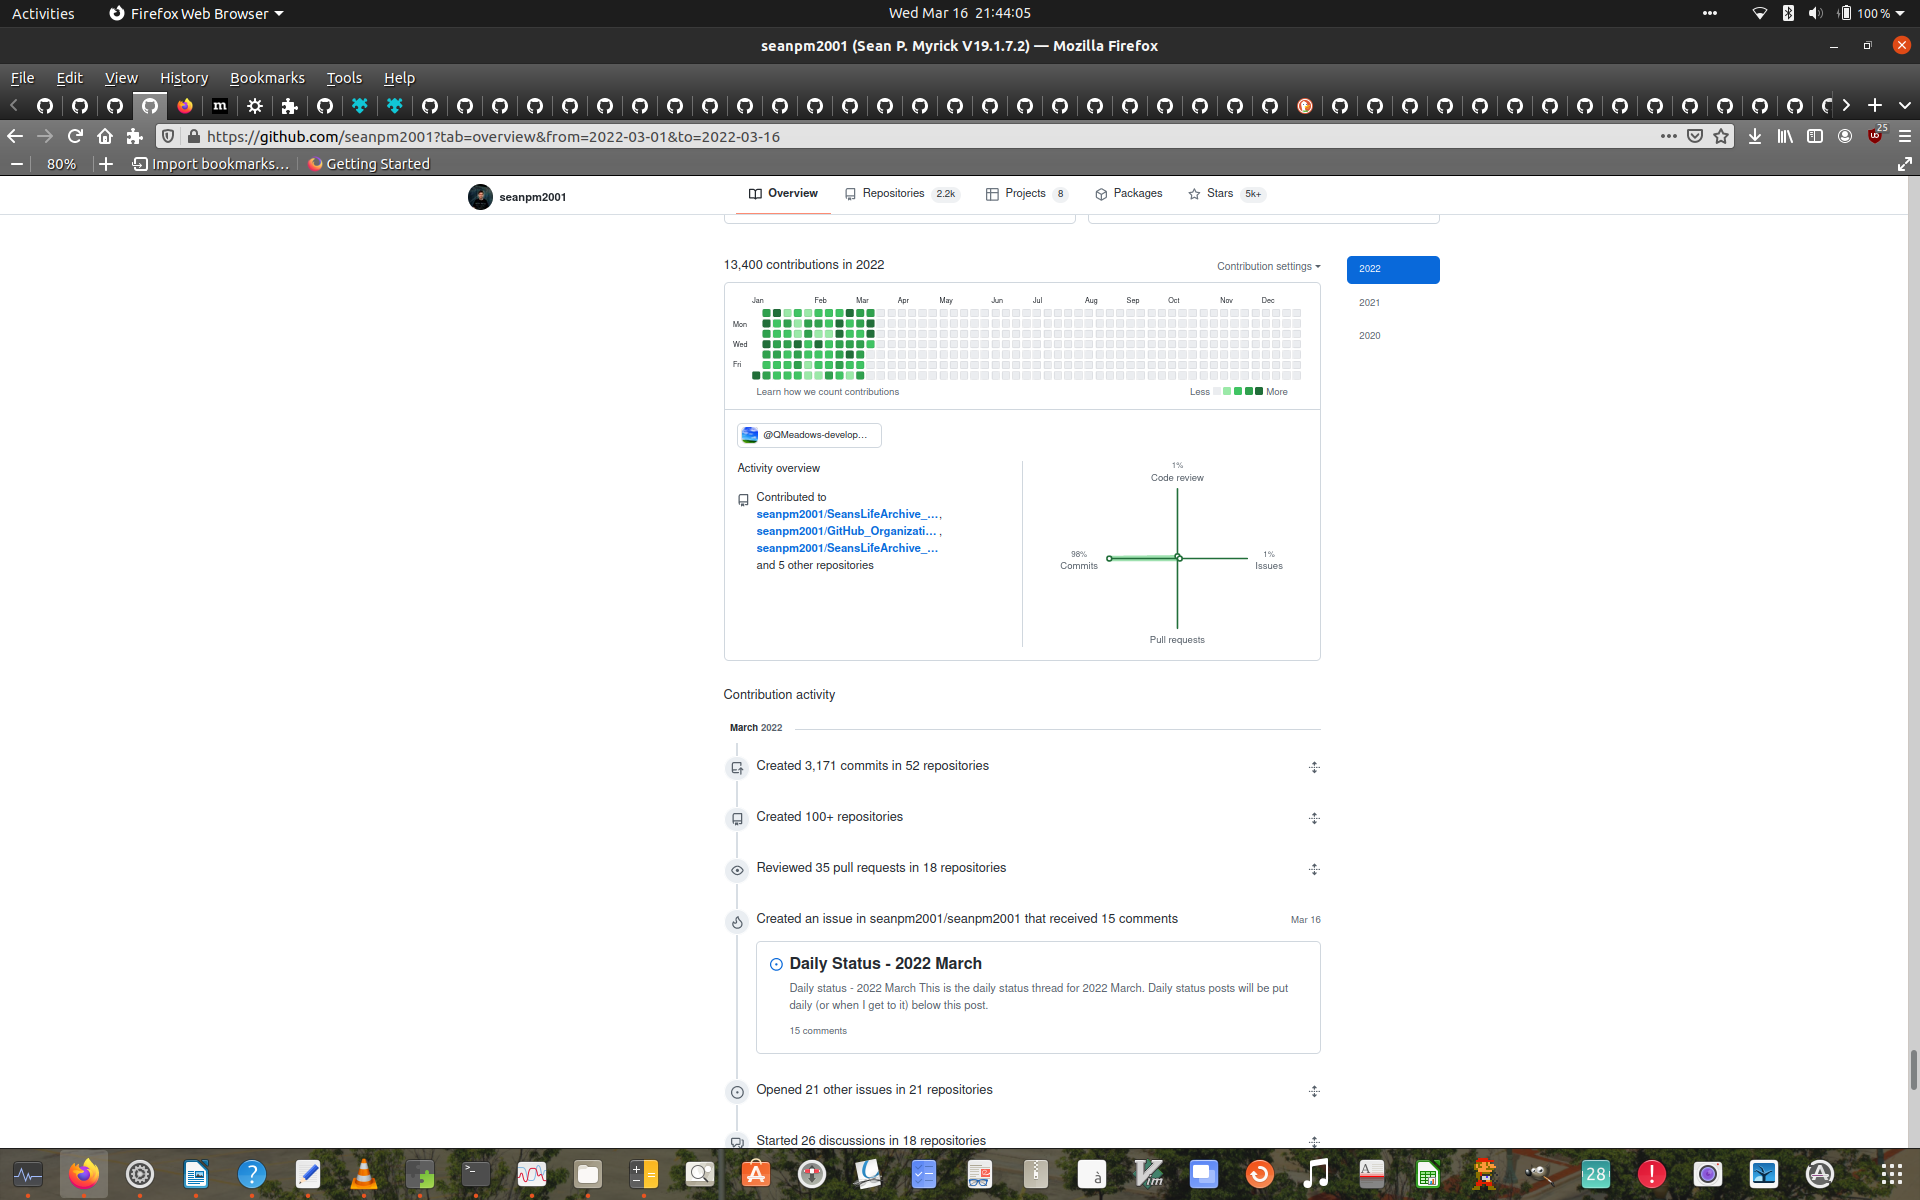 Activities
Firefox Web Browser
Wed Mar 16 21:44:05
100 %
seanpm2001 (Sean P. Myrick V19.1.7.2) — Mozilla Firefox
File Edit View History Bookmarks Tools Help
https://github.com/seanpm2001?tab=overview&from=2022-03-01&to=2022-03-16
25
80%
Import bookmarks...
Getting Started
seanpm2001
Overview
Repositories 2.2k
Projects 8
Packages
Stars 5k+
13,400 contributions in 2022
Contribution settings
2022
2021
2020
Jan Feb Mar Apr May Jun Jul Aug Sep Oct Nov Dec
Mon
Wed
Fri
Learn how we count contributions
Less More
@QMeadows-develop...
Activity overview
Contributed to
seanpm2001/SeansLifeArchive_...,
seanpm2001/GitHub_Organizati... ,
seanpm2001/SeansLifeArchive_...
and 5 other repositories
1%
Code review
98%
Commits
1%
Issues
Pull requests
Contribution activity
March 2022
Created 3,171 commits in 52 repositories
Created 100+ repositories
Reviewed 35 pull requests in 18 repositories
Created an issue in seanpm2001/seanpm2001 that received 15 comments
Mar 16
Daily Status - 2022 March
Daily status - 2022 March This is the daily status thread for 2022 March. Daily status posts will be put
daily (or when I get to it) below this post.
15 comments
Opened 21 other issues in 21 repositories
Started 26 discussions in 18 repositories
28